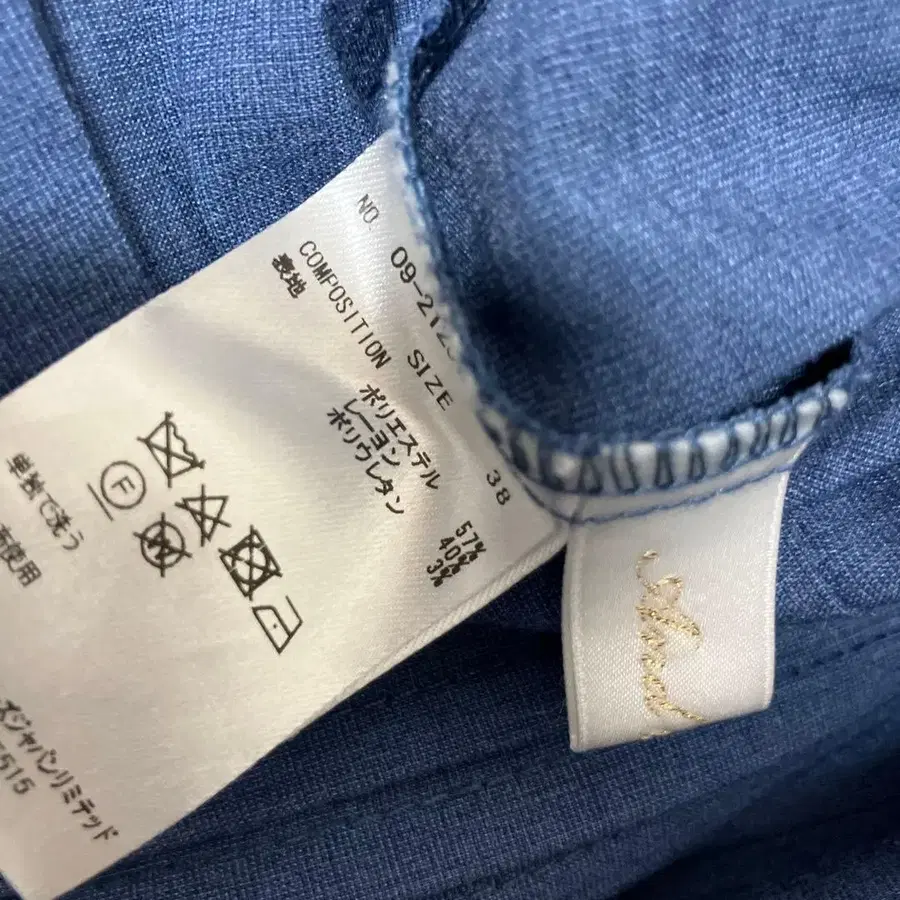 NO. 09-212
SIZE 38
COMPOSITION
表地
ポリエステル 57%
レーヨン 40%
ポリウレタン 3%
F
単独で洗う
使用
ズジャパンリミテッド
515